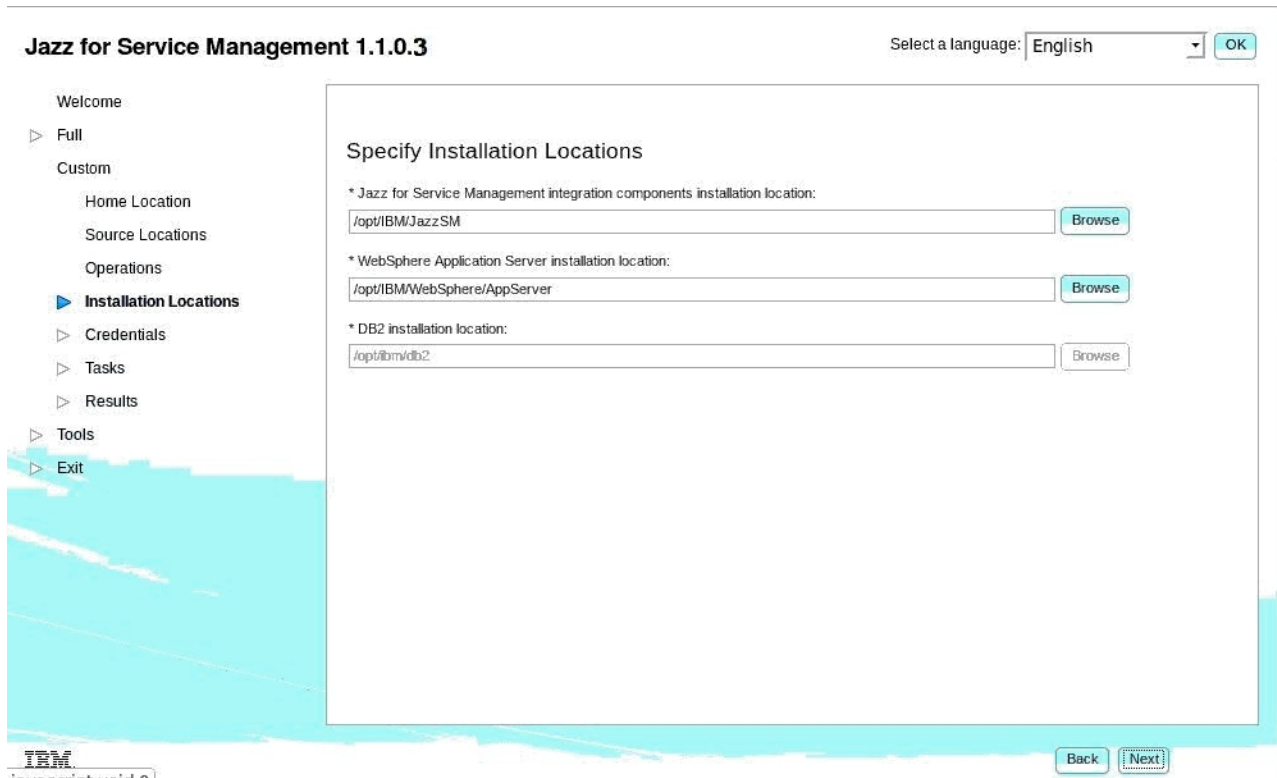 Jazz for Service Management 1.1.0.3
Select a language: English OK
Welcome
Full
Custom
Home Location
Source Locations
Operations
Installation Locations
Credentials
Tasks
Results
Tools
Exit
Specify Installation Locations
* Jazz for Service Management integration components installation location:
/opt/IBM/JazzSM Browse
* WebSphere Application Server installation location:
/opt/IBM/WebSphere/AppServer Browse
* DB2 installation location:
/opt/ibm/db2 Browse
IBM.
Back Next